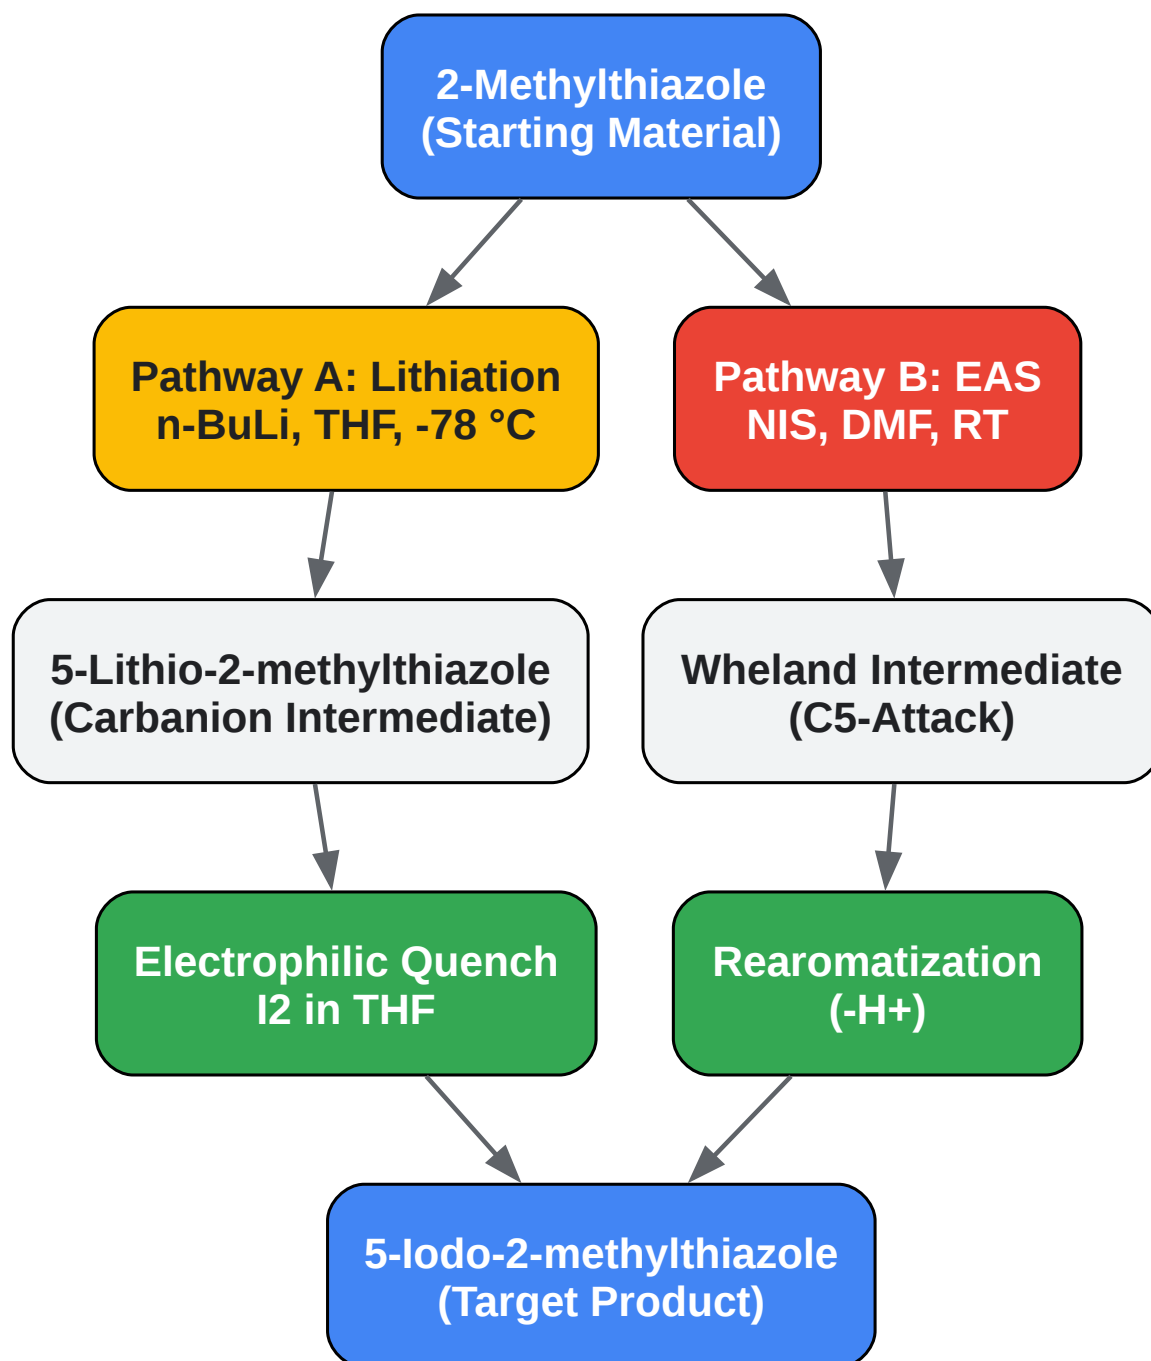 2-Methylthiazole
(Starting Material)
Pathway A: Lithiation
n-BuLi, THF, -78 °C
Pathway B: EAS
NIS, DMF, RT
5-Lithio-2-methylthiazole
(Carbanion Intermediate)
Wheland Intermediate
(C5-Attack)
Electrophilic Quench
I2 in THF
Rearomatization
(-H+)
5-Iodo-2-methylthiazole
(Target Product)